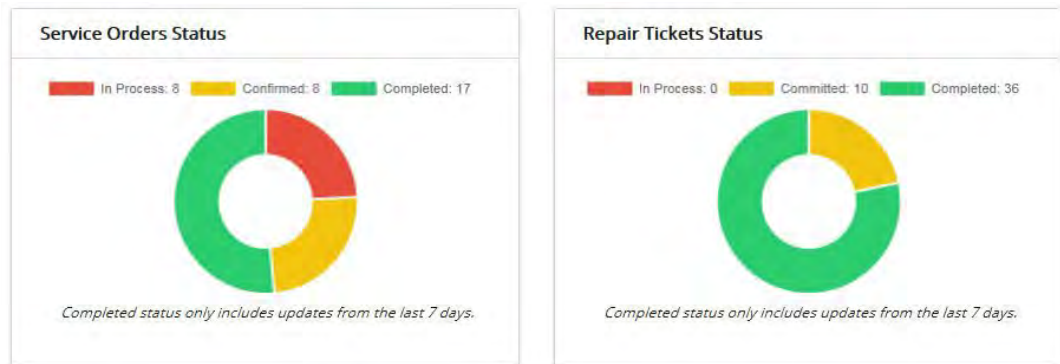 Service Orders Status
In Process: 8 Confirmed: 8 Completed: 17
Completed status only includes updates from the last 7 days.
Repair Tickets Status
In Process: 0 Committed: 10 Completed: 36
Completed status only includes updates from the last 7 days.